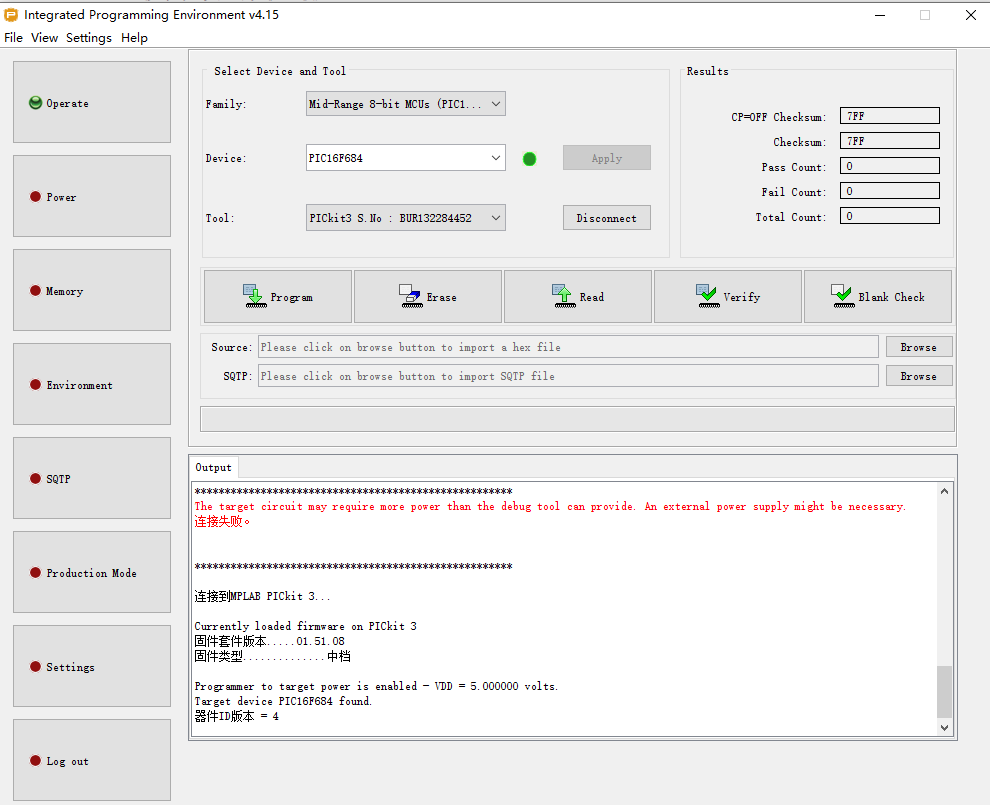 Integrated Programming Environment v4.15
File View Settings Help
Operate
Power
Memory
Environment
SQTP
Production Mode
Settings
Log out
Select Device and Tool
Family: Mid-Range 8-bit MCUs (PIC1...
Device: PIC16F684 Apply
Tool: PICkit3 S.No : BUR132284452 Disconnect
Results
CP=OFF Checksum: 7FF
Checksum: 7FF
Pass Count: 0
Fail Count: 0
Total Count: 0
Program Erase Read Verify Blank Check
Source: Please click on browse button to import a hex file Browse
SQTP: Please click on browse button to import SQTP file Browse
Output
*****************************************************
The target circuit may require more power than the debug tool can provide. An external power supply might be necessary.
连接失败。
*****************************************************
连接到MPLAB PICkit 3...
Currently loaded firmware on PICkit 3
固件套件版本.....01.51.08
固件类型..............中档
Programmer to target power is enabled - VDD = 5.000000 volts.
Target device PIC16F684 found.
器件ID版本 = 4